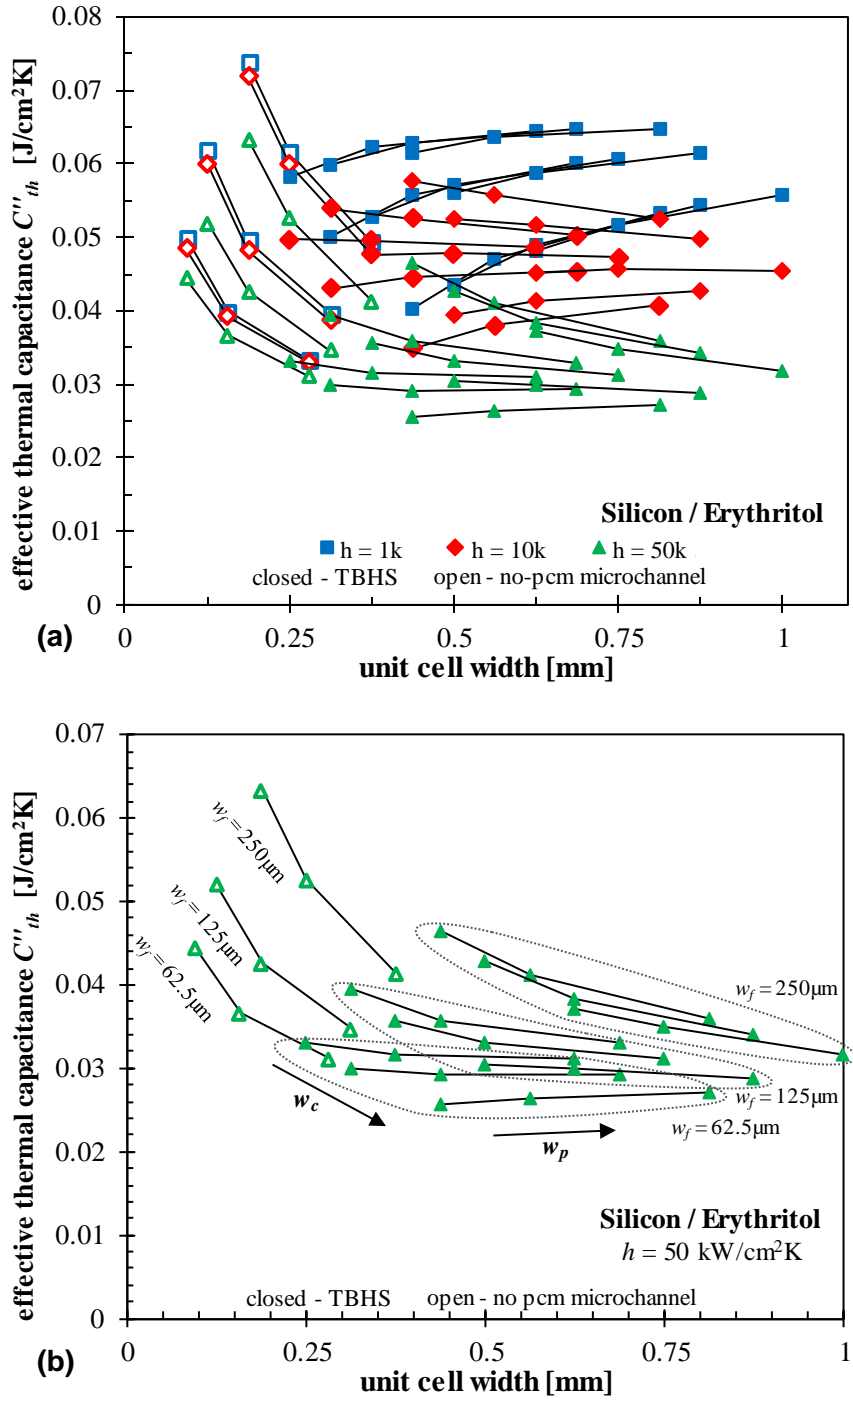 0.08
0.07
0.06
0.05
0.04
0.03
0.02
0.01
0
effective thermal capacitance C''th [J/cm²K]
Silicon / Erythritol
h = 1k h = 10k h = 50k
closed - TBHS open - no-pcm microchannel
0 0.25 0.5 0.75 1
(a)
unit cell width [mm]
0.07
0.06
0.05
0.04
0.03
0.02
0.01
0
effective thermal capacitance C''th [J/cm²K]
wf = 250µm
wf = 125µm
wf = 62.5µm
wf = 250µm
wf = 125µm
wf = 62.5µm
wc
wp
Silicon / Erythritol
h = 50 kW/cm²K
closed - TBHS open - no pcm microchannel
0 0.25 0.5 0.75 1
(b)
unit cell width [mm]